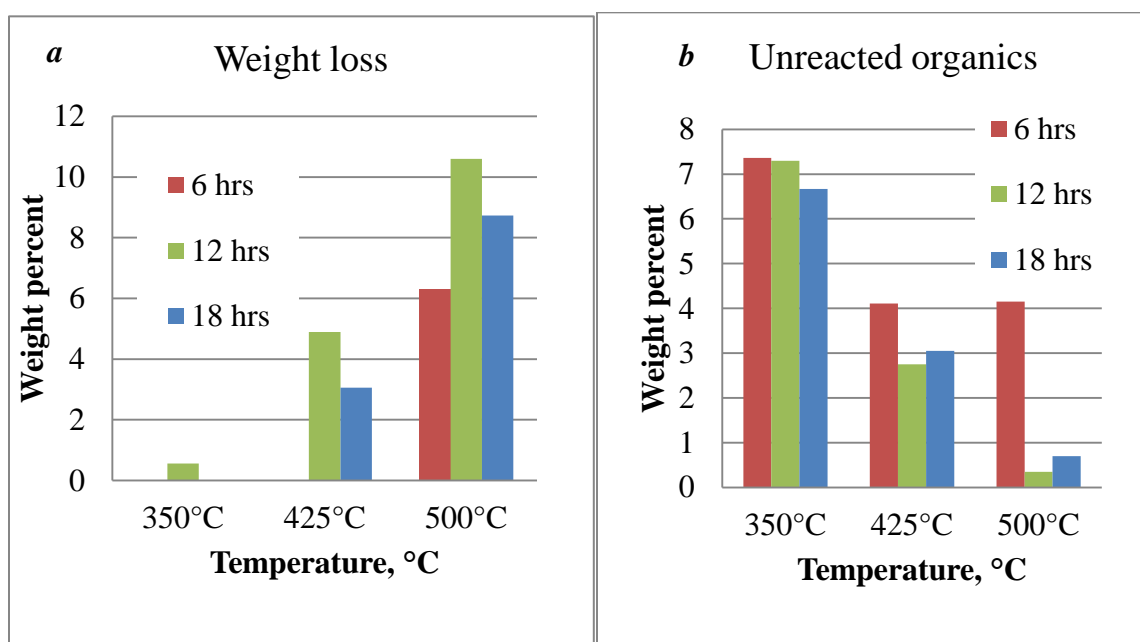 a Weight loss
12
10
8
6
4
2
0
Weight percent
6 hrs
12 hrs
18 hrs
350°C 425°C 500°C
Temperature, °C
b Unreacted organics
8
7
6
5
4
3
2
1
0
Weight percent
6 hrs
12 hrs
18 hrs
350°C 425°C 500°C
Temperature, °C